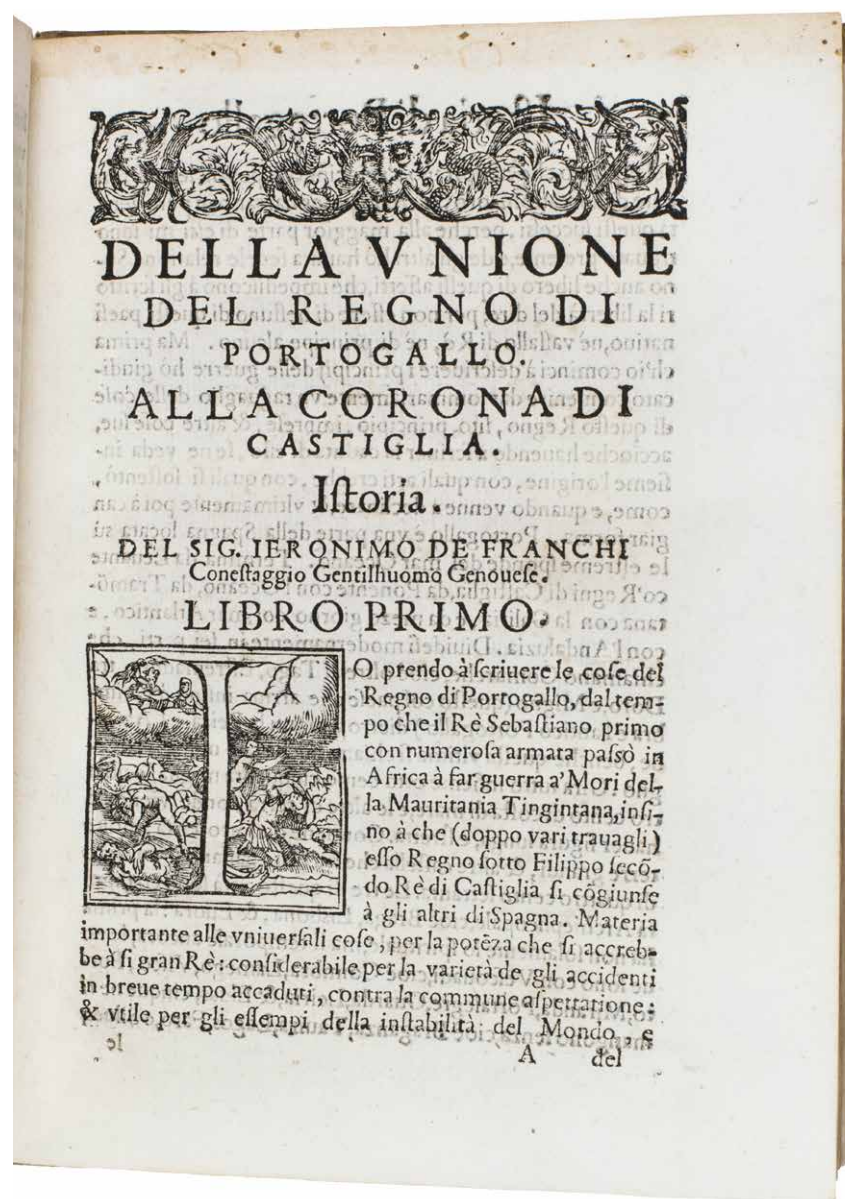 DELLA VNIONE
DEL REGNO DI
PORTOGALLO.
ALLA CORONA DI
CASTIGLIA.
Iſtoria.
DEL SIG. IERONIMO DE FRANCHI
Coneſtaggio Gentilhuomo Genoueſe.
LIBRO PRIMO.
IO prendo à ſcriuere le coſe del
Regno di Portogallo, dal tem-
po che il Rè Sebaſtiano, primo
con numeroſa armata paſsò in
Africa à far guerra a'Mori del-
la Mauritania Tingintana, inſi-
no à che (doppo vari trauagli)
eſſo Regno ſotto Filippo ſecō-
do Rè di Caſtiglia, ſi cōgiunſe
à gli altri di Spagna. Materia
importante alle vniuerſali coſe, per la potēza che ſi accreb-
be à ſi gran Rè: conſiderabile per la varietà de gli accidenti
in breue tempo accaduti, contra la commune aſpettatione:
& vtile per gli eſſempi della inſtabilità del Mondo, e
A del